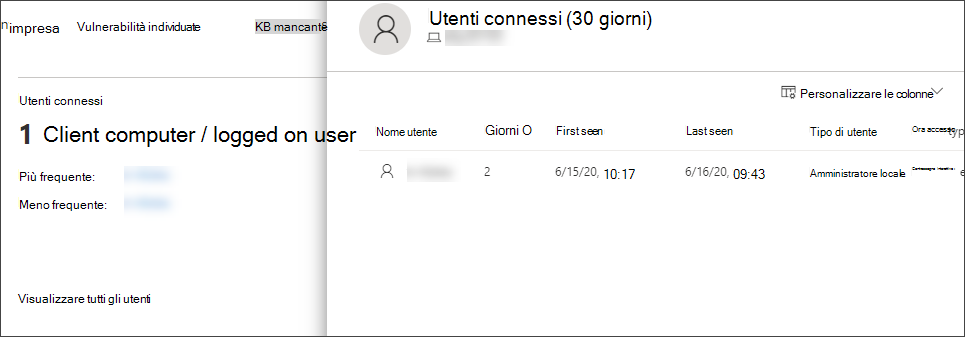 n'impresa
Vulnerabilità individuate
KB mancanti
Utenti connessi
1 Client computer / logged on user
Più frequente:
Meno frequente:
Visualizzare tutti gli utenti
Utenti connessi (30 giorni)
Personalizzare le colonne
Nome utente Giorni O First seen Last seen Tipo di utente Ora accesso typ
2 6/15/20, 10:17 6/16/20, 09:43 Amministratore locale e